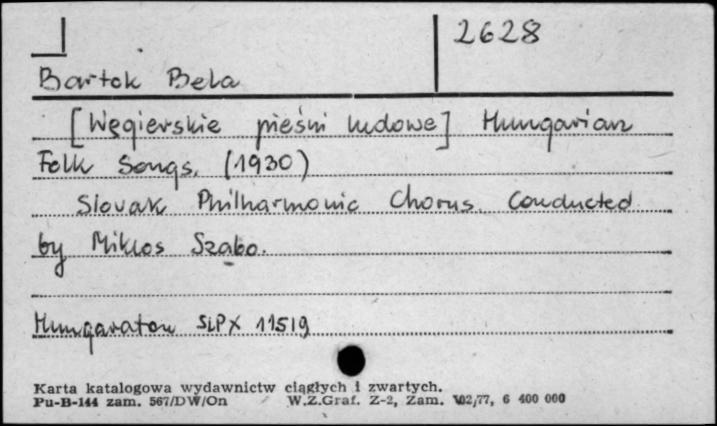 2628
Bartok Bela
[Węgierskie pieśni ludowe] Hungarian
Folk Songs. (1930)
Slovak Philharmonic Chorus. Conducted
by Miklos Szabo.
Hungaraton SLPX 11519
Karta katalogowa wydawnictw ciągłych i zwartych.
Pu-B-144 zam. 567/DW/On W.Z.Graf. Z-2, Zam. 102/77, 6 400 000